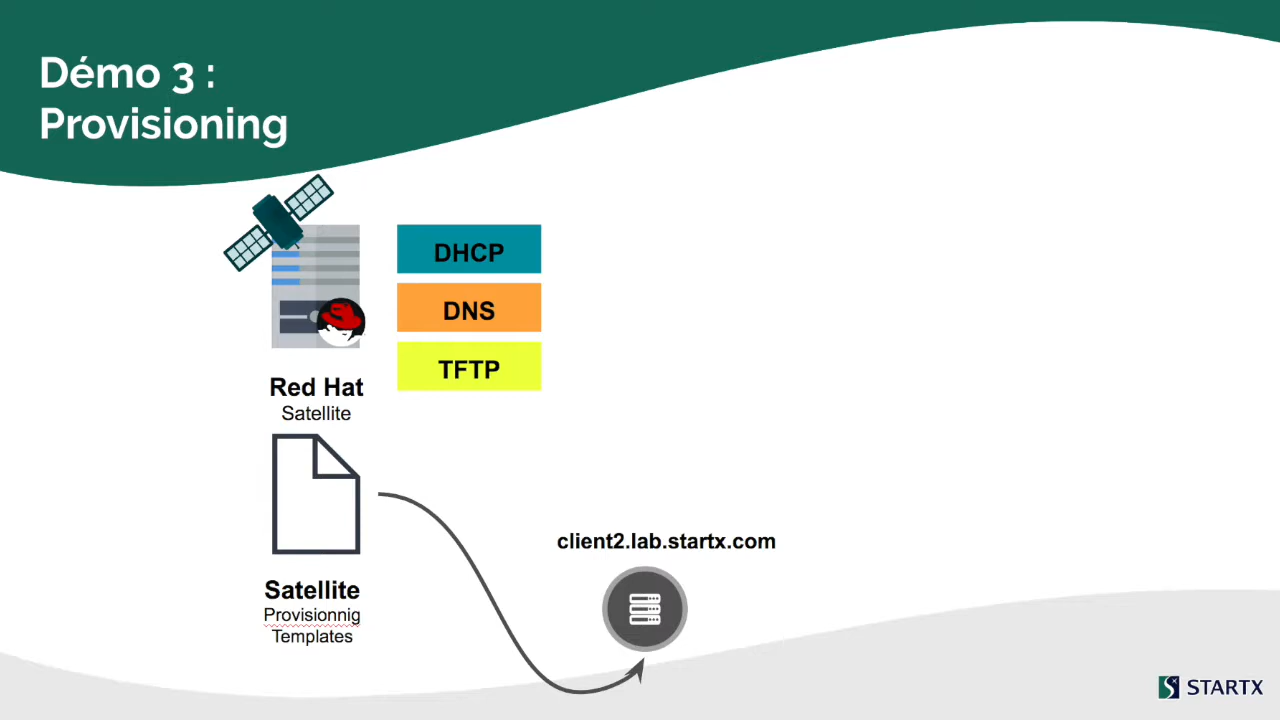 Démo 3 :
Provisioning
DHCP
DNS
TFTP
Red Hat
Satellite
Satellite
Provisionnig
Templates
client2.lab.startx.com
STARTX